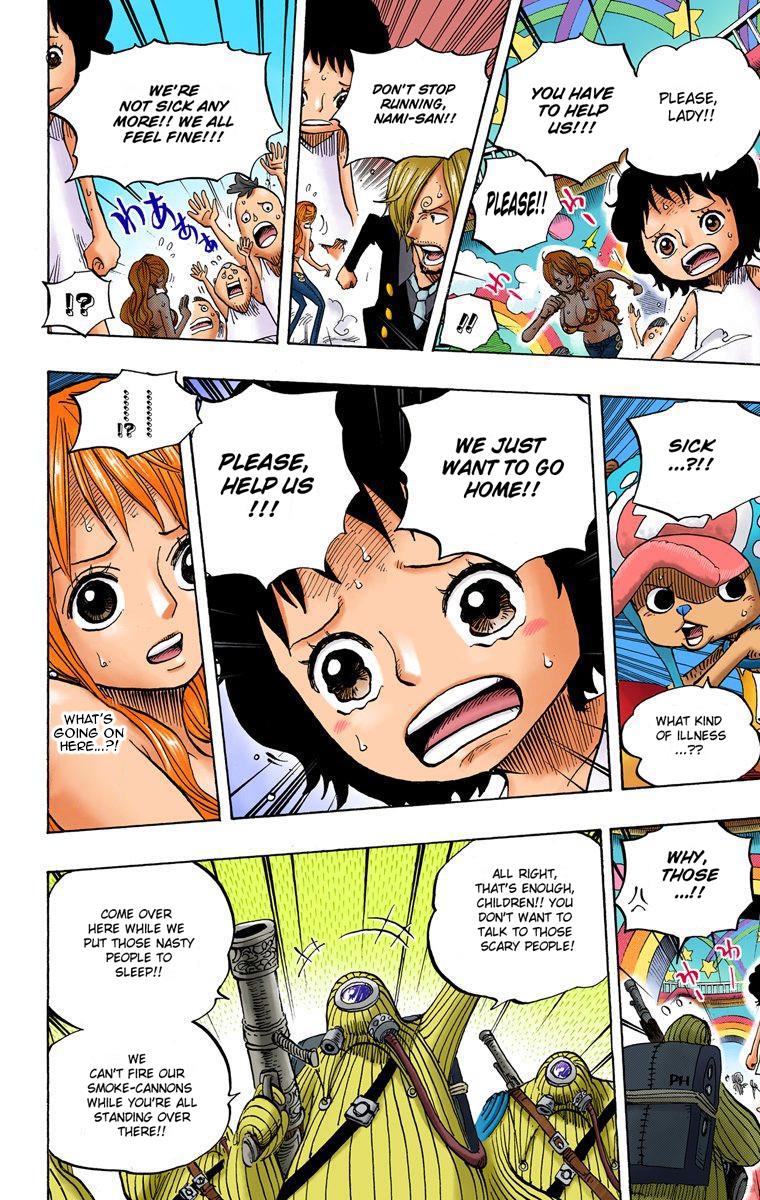 PLEASE,
LADY!!
YOU HAVE
TO HELP
US!!!
PLEASE!!
!!
DON'T STOP
RUNNING,
NAMI-SAN!!
WE'RE
NOT SICK ANY
MORE!! WE ALL
FEEL FINE!!!
わああああ
!?
SICK
...?!!
WHAT KIND
OF ILLNESS
...??
WE JUST
WANT TO GO
HOME!!
PLEASE,
HELP US
!!!
!?
WHAT'S
GOING ON
HERE...?!
WHY,
THOSE
...!!
PH
ALL RIGHT,
THAT'S ENOUGH,
CHILDREN!! YOU
DON'T WANT TO
TALK TO THOSE
SCARY PEOPLE!
COME OVER
HERE WHILE WE
PUT THOSE NASTY
PEOPLE TO
SLEEP!!
WE
CAN'T FIRE OUR
SMOKE-CANNONS
WHILE YOU'RE ALL
STANDING OVER
THERE!!